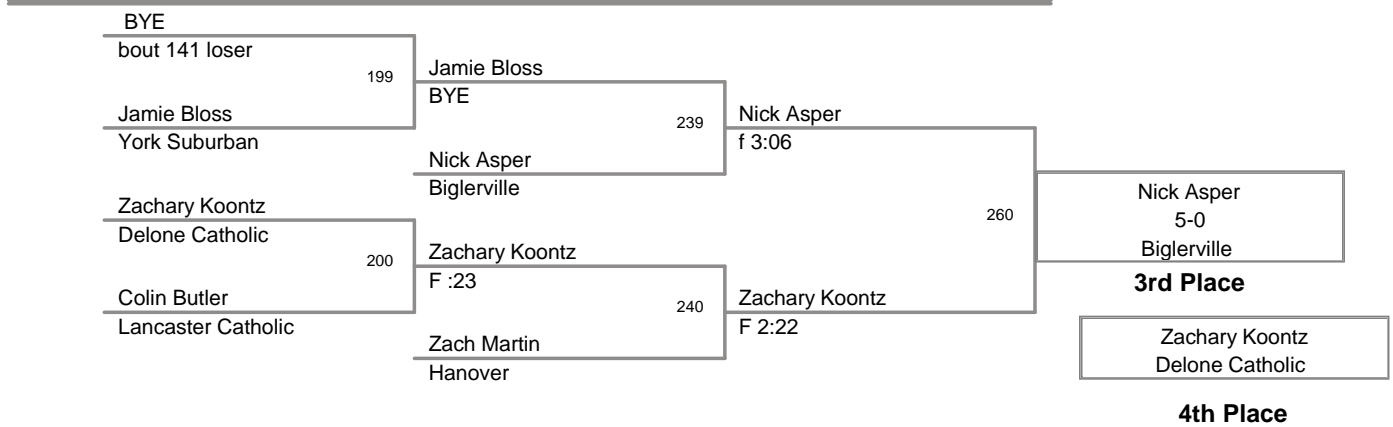 BYE
bout 141 loser
199
Jamie Bloss
BYE
Jamie Bloss
York Suburban
239
Nick Asper
f 3:06
Nick Asper
Biglerville
Zachary Koontz
Delone Catholic
260
Nick Asper
5-0
Biglerville
3rd Place
200
Zachary Koontz
F :23
Colin Butler
Lancaster Catholic
240
Zachary Koontz
F 2:22
Zach Martin
Hanover
Zachary Koontz
Delone Catholic
4th Place